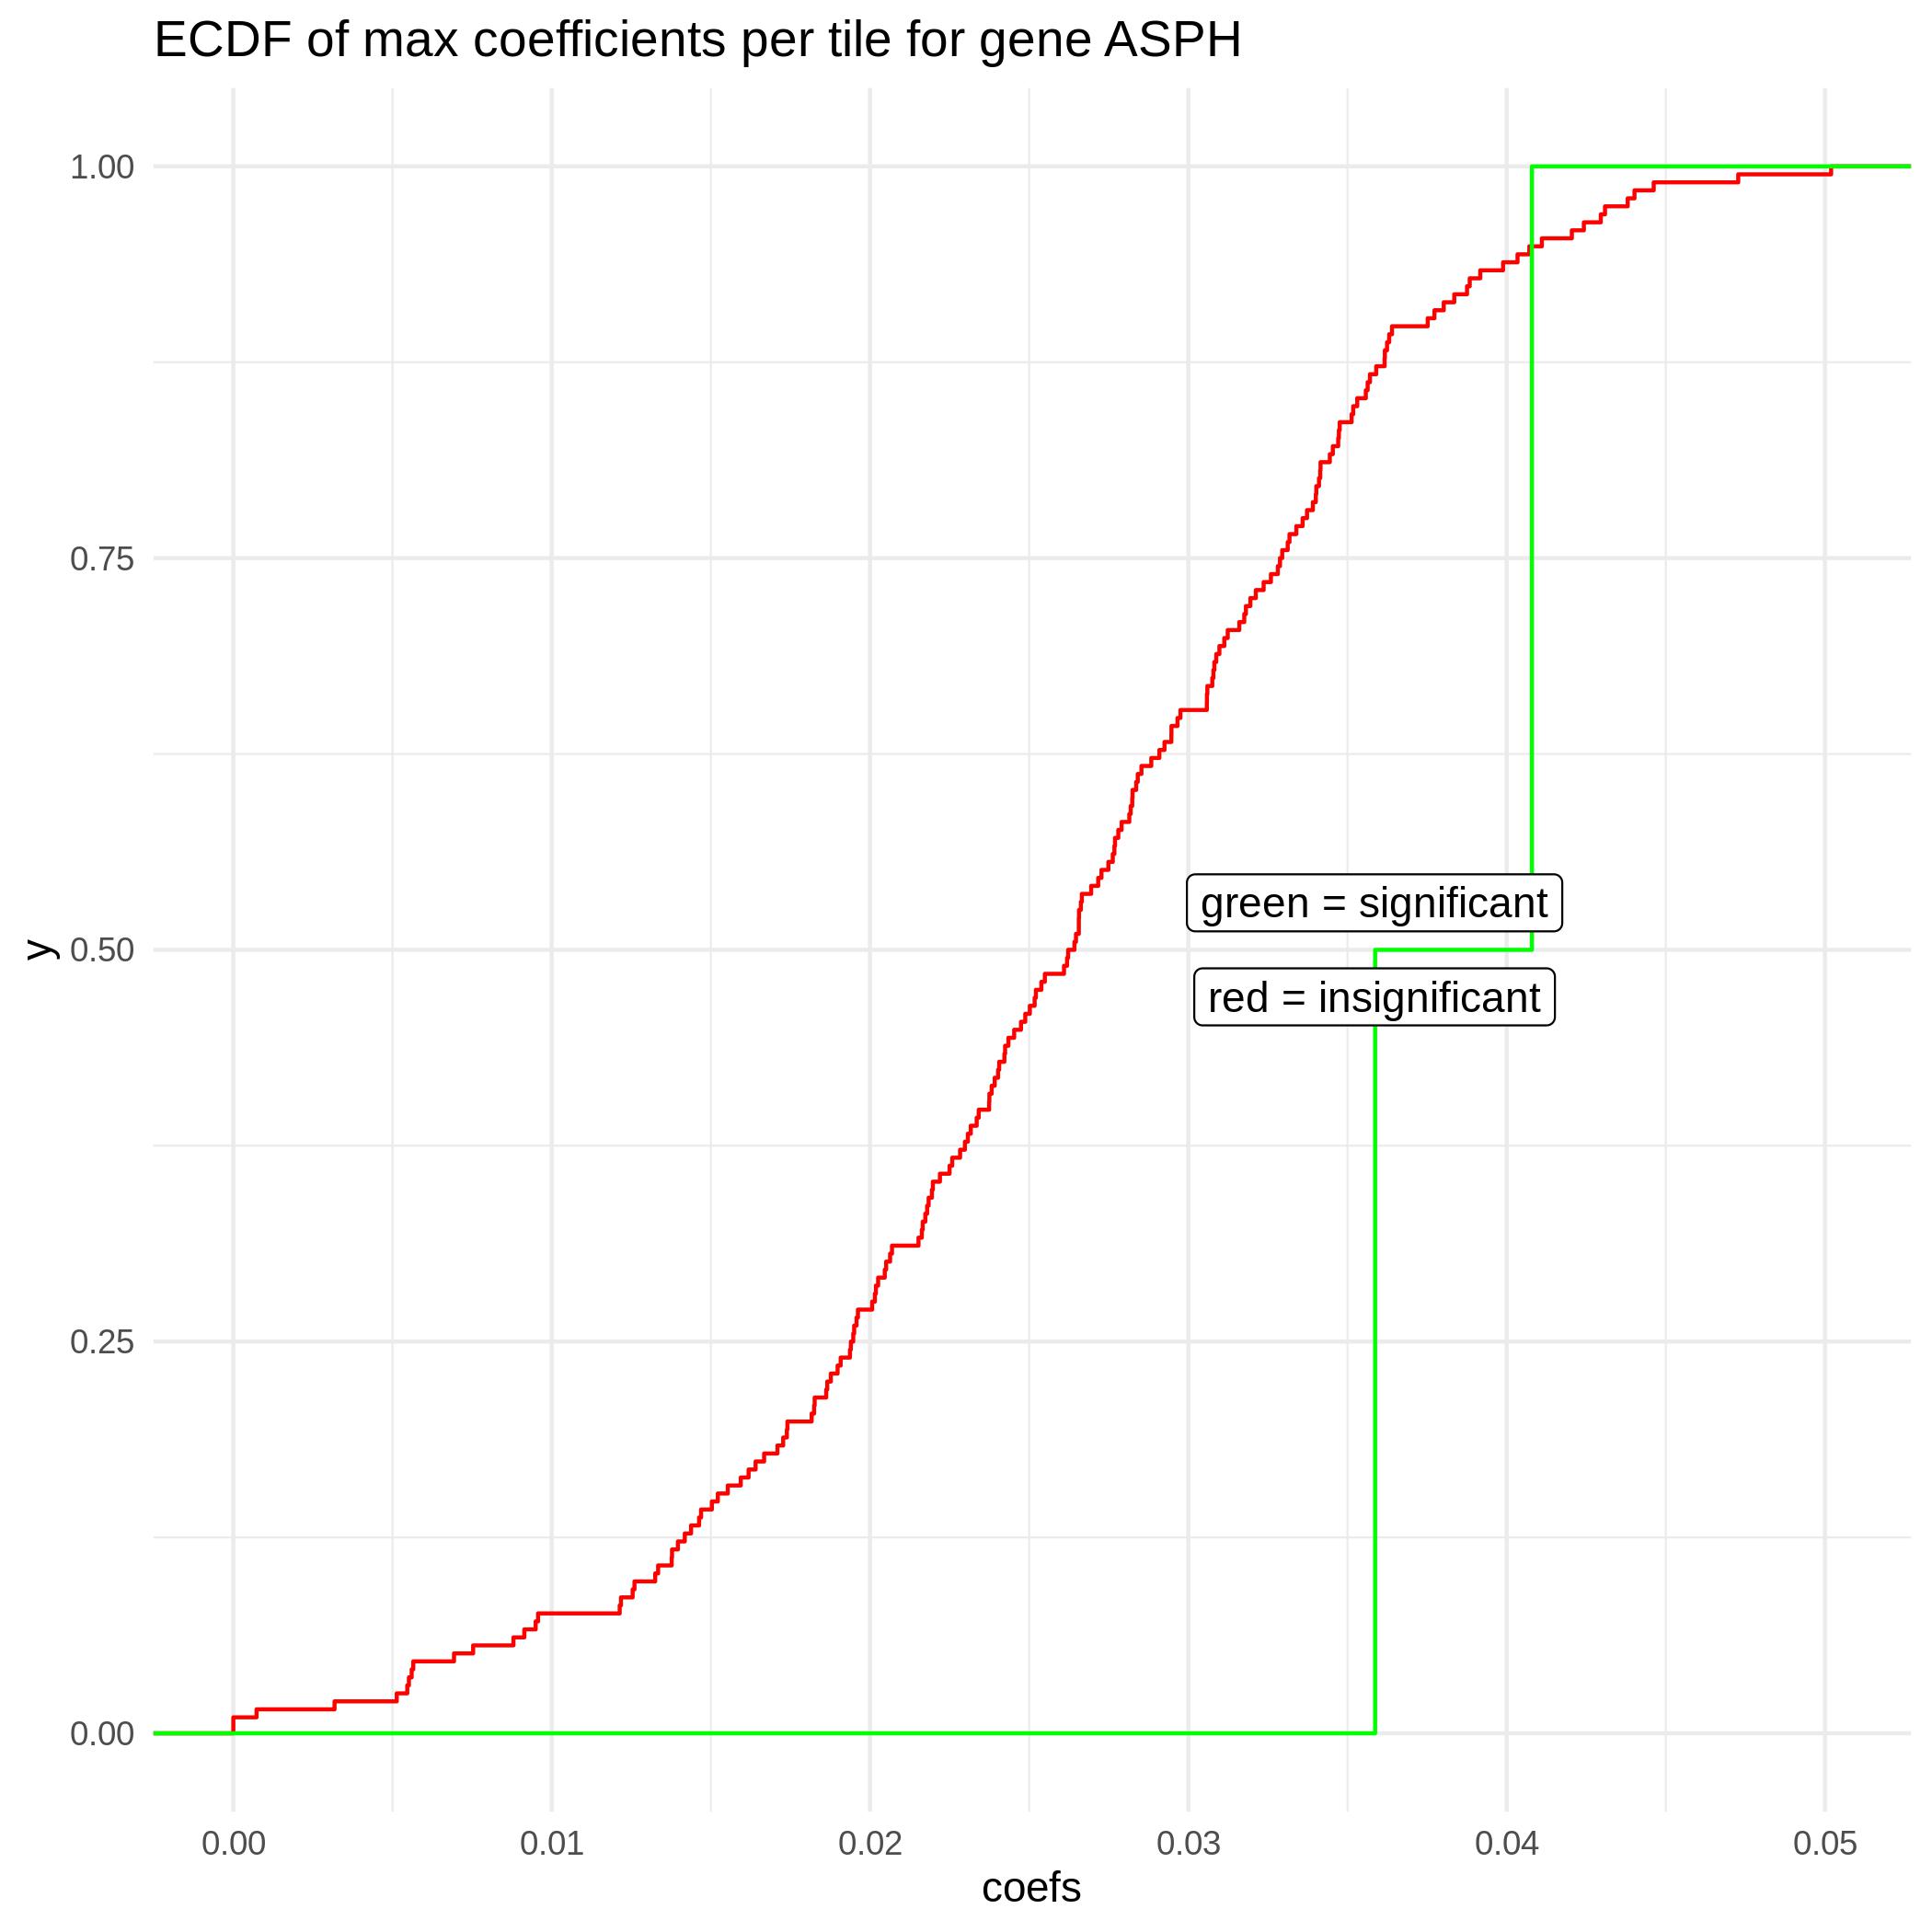 ECDF of max coefficients per tile for gene ASPH
1.00
0.75
0.50
0.25
0.00
y
green = significant
red = insignificant
0.00 0.01 0.02 0.03 0.04 0.05
coefs